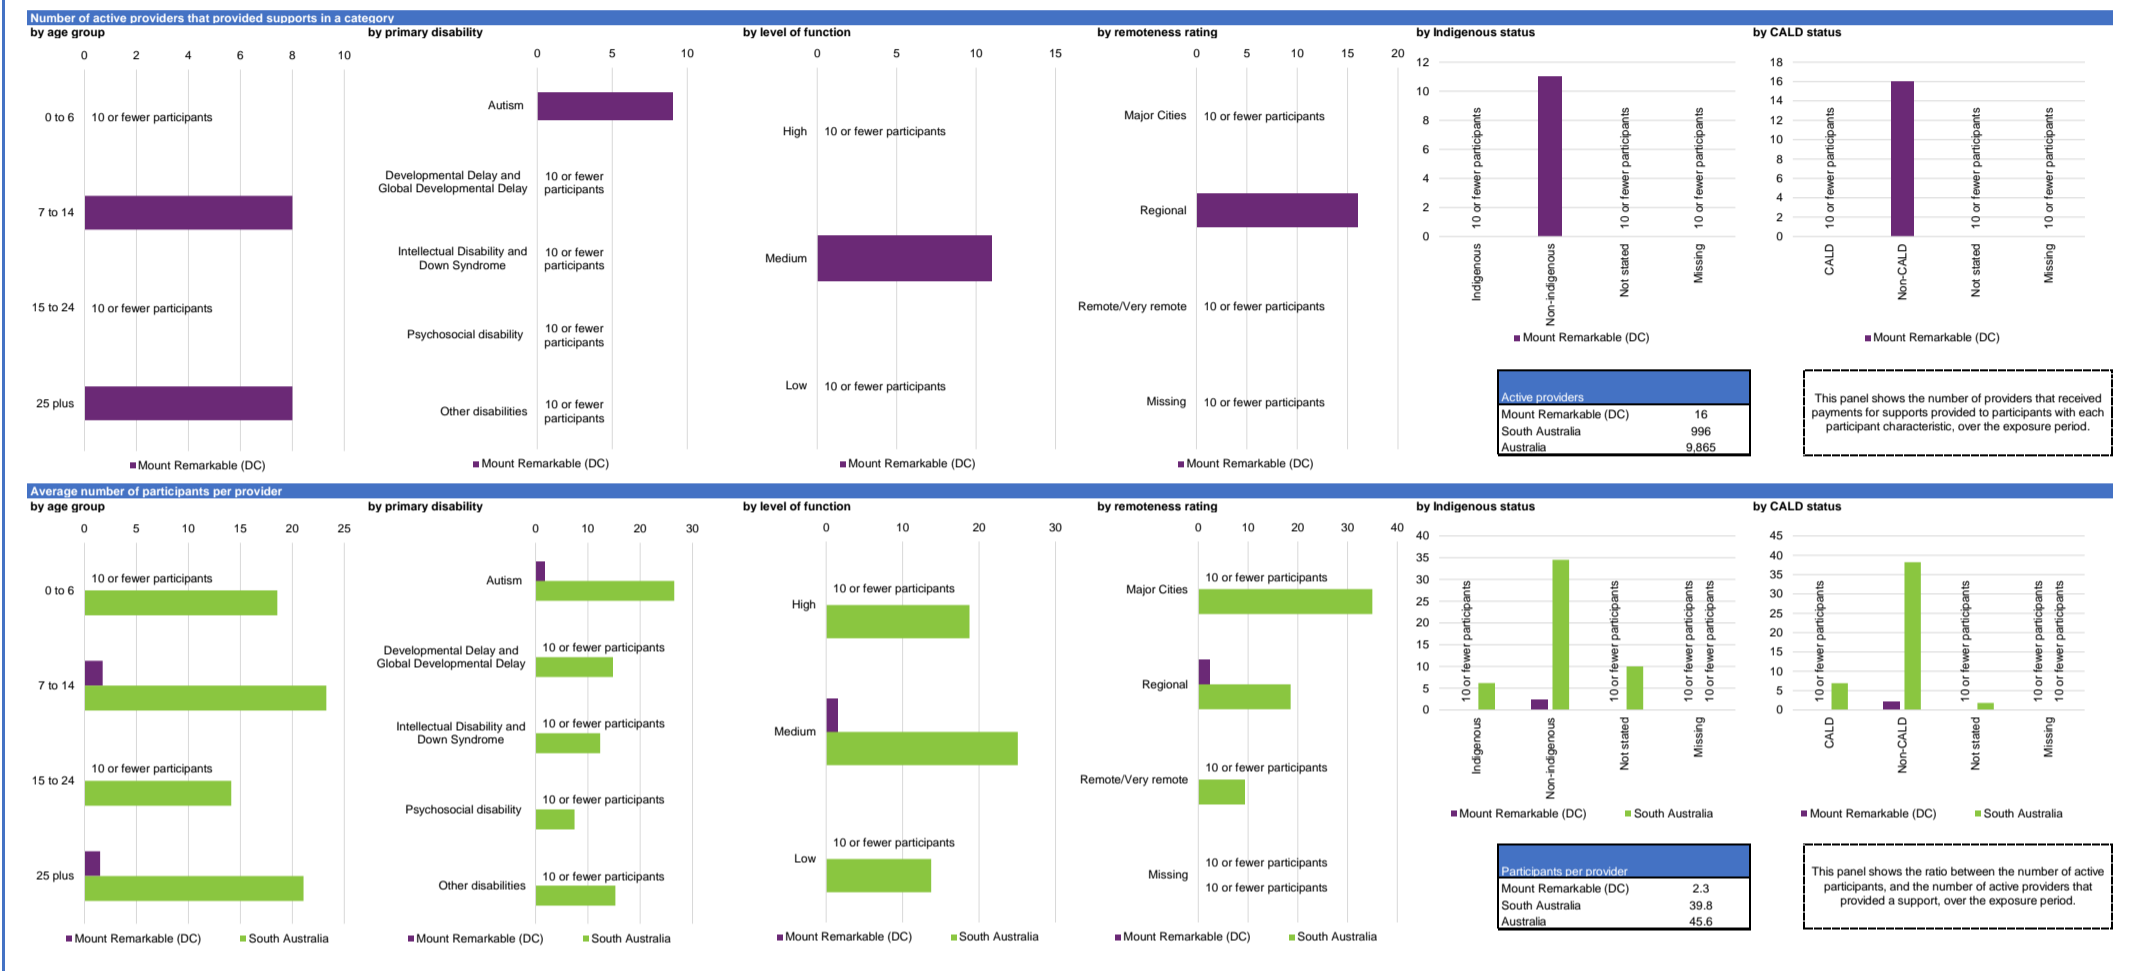 Number of active providers that provided supports in a category
by age group
0 2 4 6 8 10
0 to 6 10 or fewer participants
7 to 14
15 to 24 10 or fewer participants
25 plus
Mount Remarkable (DC)
by primary disability
0 5 10
Autism
Developmental Delay and
Global Developmental Delay
10 or fewer
participants
Intellectual Disability and
Down Syndrome
10 or fewer
participants
Psychosocial disability
10 or fewer
participants
Other disabilities
10 or fewer
participants
Mount Remarkable (DC)
by level of function
0 5 10 15
High 10 or fewer participants
Medium
Low 10 or fewer participants
Mount Remarkable (DC)
by remoteness rating
0 5 10 15 20
Major Cities 10 or fewer participants
Regional
Remote/Very remote 10 or fewer participants
Missing 10 or fewer participants
Mount Remarkable (DC)
by Indigenous status
12
10
8
6
4
2
0
10 or fewer participants
10 or fewer participants
10 or fewer participants
Indigenous
Non-indigenous
Not stated
Missing
Mount Remarkable (DC)
by CALD status
18
16
14
12
10
8
6
4
2
0
10 or fewer participants
10 or fewer participants
10 or fewer participants
CALD
Non-CALD
Not stated
Missing
Mount Remarkable (DC)
Active providers
Mount Remarkable (DC) 16
South Australia 996
Australia 9,865
This panel shows the number of providers that received
payments for supports provided to participants with each
participant characteristic, over the exposure period.
Average number of participants per provider
by age group
0 5 10 15 20 25
0 to 6 10 or fewer participants
7 to 14
15 to 24 10 or fewer participants
25 plus
Mount Remarkable (DC) South Australia
by primary disability
0 10 20 30
Autism
Developmental Delay and
Global Developmental Delay
10 or fewer participants
Intellectual Disability and
Down Syndrome
10 or fewer participants
Psychosocial disability
10 or fewer participants
Other disabilities
10 or fewer participants
Mount Remarkable (DC) South Australia
by level of function
0 10 20 30
High 10 or fewer participants
Medium
Low 10 or fewer participants
Mount Remarkable (DC) South Australia
by remoteness rating
0 10 20 30 40
Major Cities 10 or fewer participants
Regional
Remote/Very remote 10 or fewer participants
Missing 10 or fewer participants
10 or fewer participants
Mount Remarkable (DC) South Australia
by Indigenous status
40
35
30
25
20
15
10
5
0
10 or fewer participants
10 or fewer participants
10 or fewer participants
10 or fewer participants
Indigenous
Non-indigenous
Not stated
Missing
Mount Remarkable (DC) South Australia
by CALD status
45
40
35
30
25
20
15
10
5
0
10 or fewer participants
10 or fewer participants
10 or fewer participants
10 or fewer participants
CALD
Non-CALD
Not stated
Missing
Mount Remarkable (DC) South Australia
Participants per provider
Mount Remarkable (DC) 2.3
South Australia 39.8
Australia 45.6
This panel shows the ratio between the number of active
participants, and the number of active providers that
provided a support, over the exposure period.